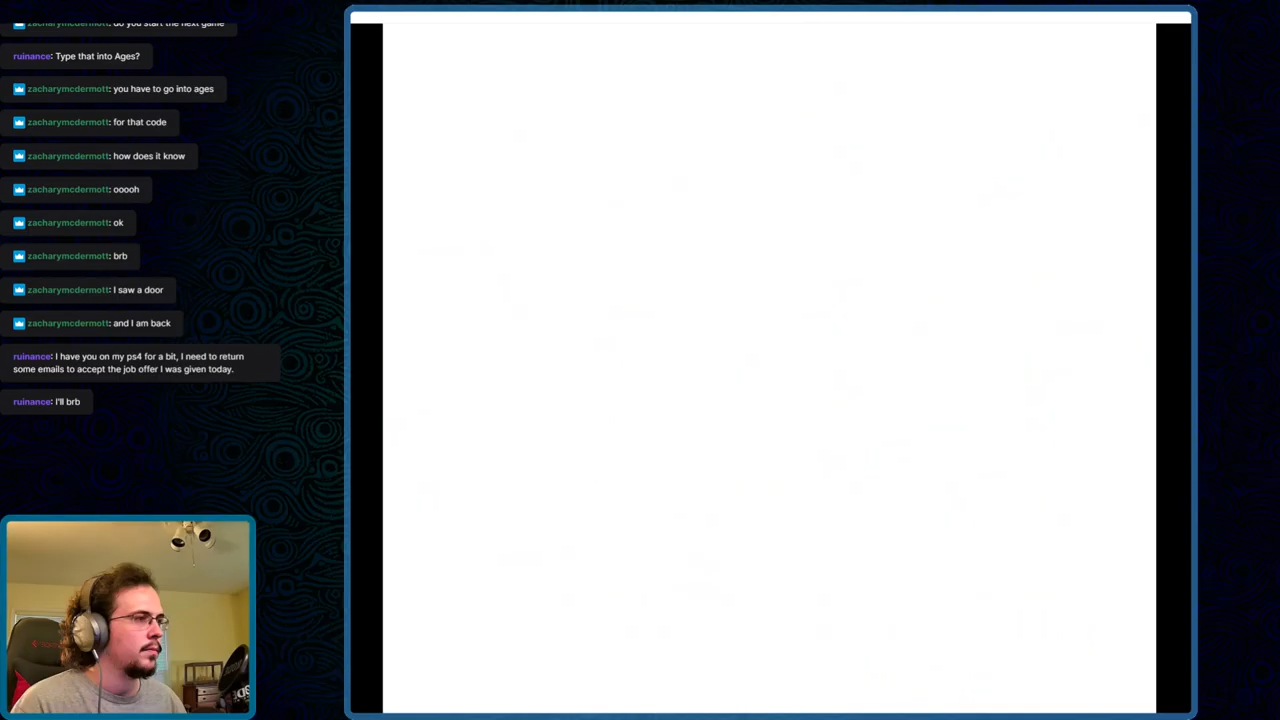 zacharymcdermott: do you start the next game
ruinance: Type that into Ages?
zacharymcdermott: you have to go into ages
zacharymcdermott: for that code
zacharymcdermott: how does it know
zacharymcdermott: ooooh
zacharymcdermott: ok
zacharymcdermott: brb
zacharymcdermott: I saw a door
zacharymcdermott: and I am back
ruinance: I have you on my ps4 for a bit, I need to return
some emails to accept the job offer I was given today.
ruinance: I'll brb